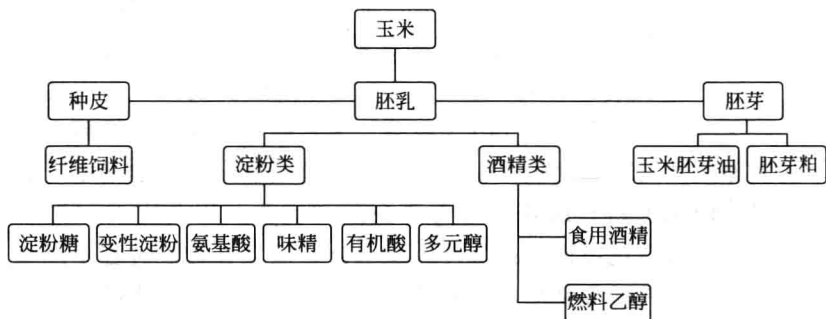 玉米
种皮
胚乳
胚芽
纤维饲料
淀粉类
酒精类
玉米胚芽油
胚芽粕
淀粉糖
变性淀粉
氨基酸
味精
有机酸
多元醇
食用酒精
燃料乙醇